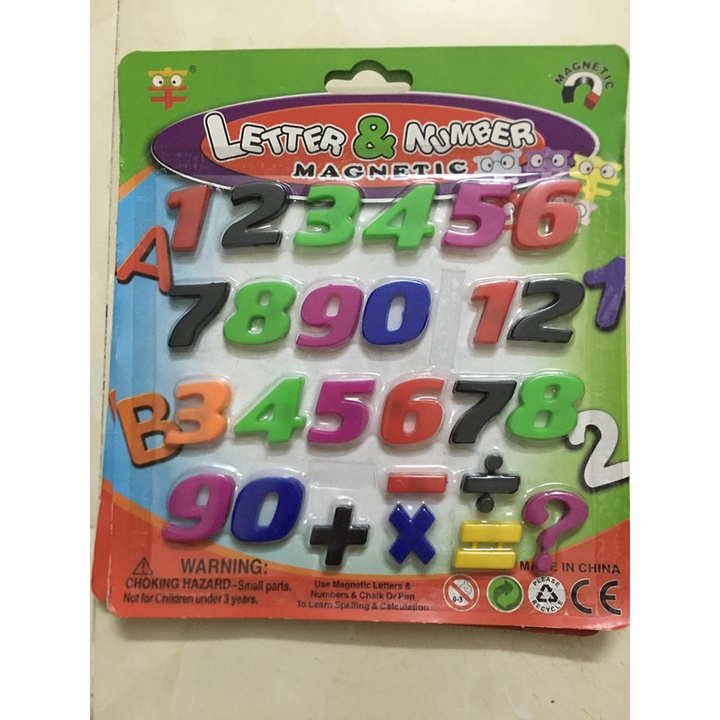 MAGNETIC
LETTER & NUMBER
MAGNETIC
1 2 3 4 5 6
A
7 8 9 0 1 2
1
B
3 4 5 6 7 8
2
9 0 − ÷
+ × = ?
WARNING:
CHOKING HAZARD–Small parts.
Not for Children under 3 years.
Use Magnetic Letters &
Numbers & Chalk Or Pen
To Learn Spelling & Calculation
MADE IN CHINA
0-3
PLEASE
RECYCLE
CE